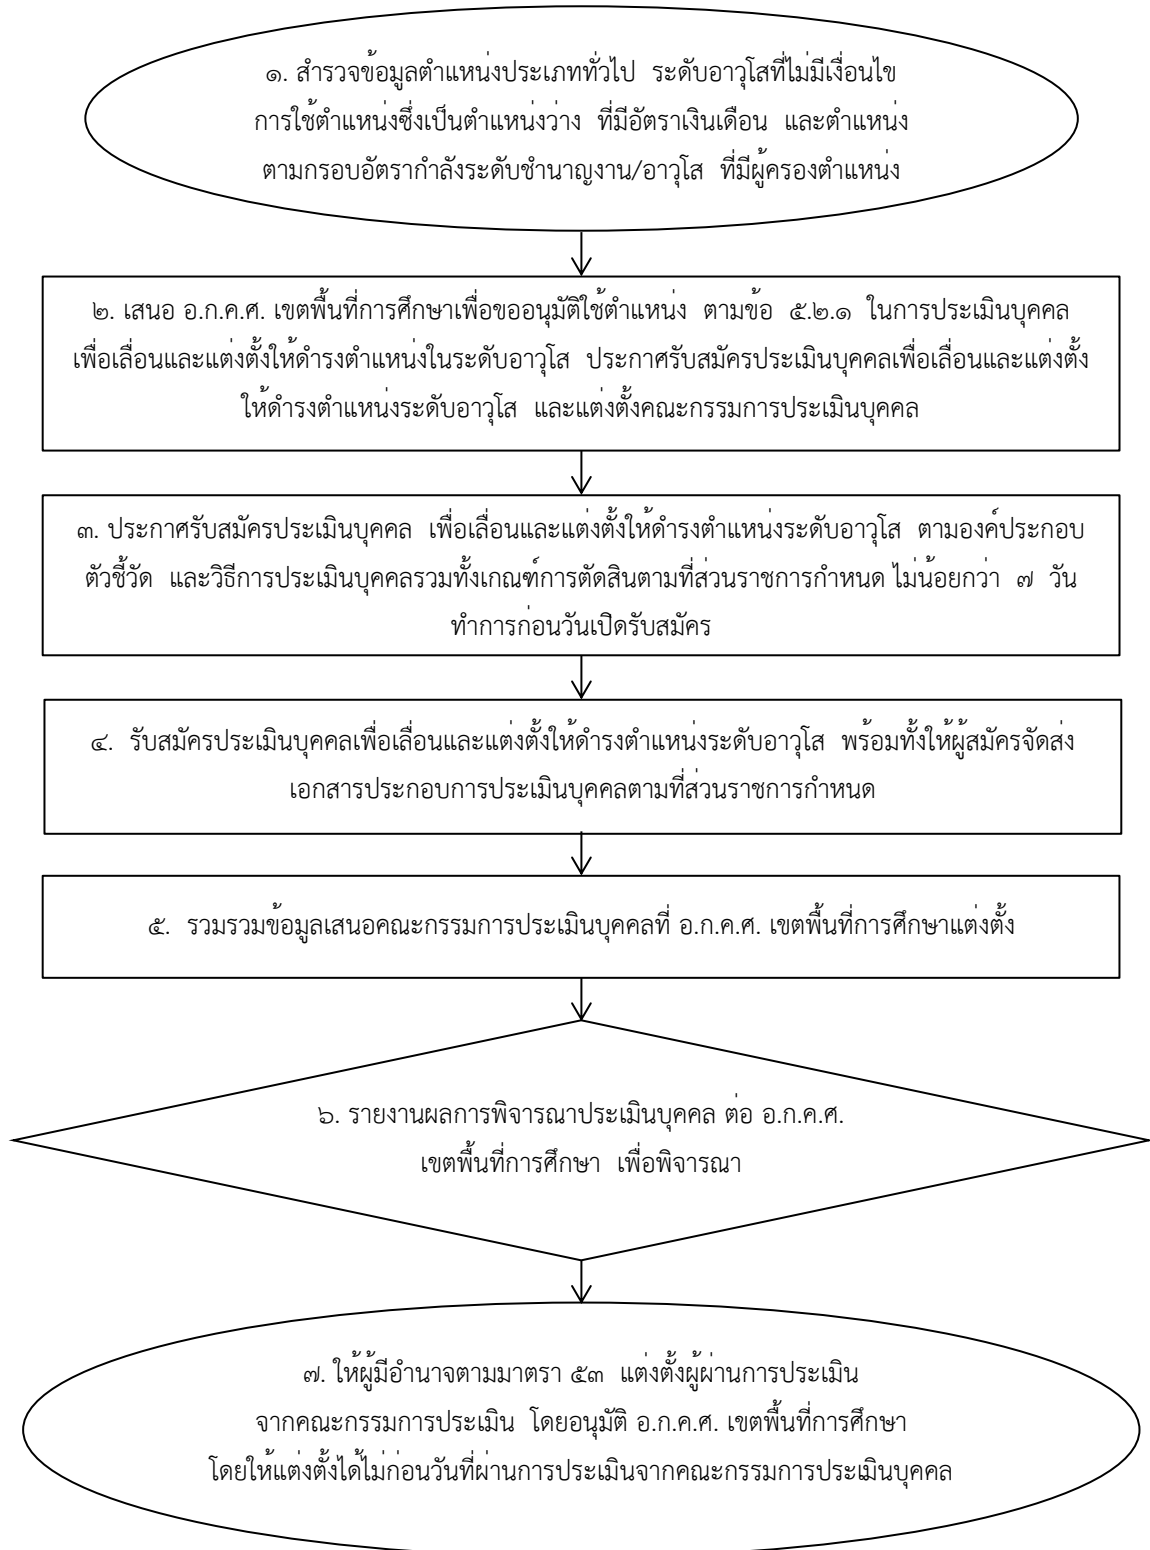 ๑. สำรวจข้อมูลตำแหน่งประเภททั่วไป ระดับอาวุโสที่ไม่มีเงื่อนไข
การใช้ตำแหน่งซึ่งเป็นตำแหน่งว่าง ที่มีอัตราเงินเดือน และตำแหน่ง
ตามกรอบอัตรากำลังระดับชำนาญงาน/อาวุโส ที่มีผู้ครองตำแหน่ง
๒. เสนอ อ.ก.ค.ศ. เขตพื้นที่การศึกษาเพื่อขออนุมัติใช้ตำแหน่ง ตามข้อ ๕.๒.๑ ในการประเมินบุคคล
เพื่อเลื่อนและแต่งตั้งให้ดำรงตำแหน่งในระดับอาวุโส ประกาศรับสมัครประเมินบุคคลเพื่อเลื่อนและแต่งตั้ง
ให้ดำรงตำแหน่งระดับอาวุโส และแต่งตั้งคณะกรรมการประเมินบุคคล
๓. ประกาศรับสมัครประเมินบุคคล เพื่อเลื่อนและแต่งตั้งให้ดำรงตำแหน่งระดับอาวุโส ตามองค์ประกอบ
ตัวชี้วัด และวิธีการประเมินบุคคลรวมทั้งเกณฑ์การตัดสินตามที่ส่วนราชการกำหนด ไม่น้อยกว่า ๗ วัน
ทำการก่อนวันเปิดรับสมัคร
๔. รับสมัครประเมินบุคคลเพื่อเลื่อนและแต่งตั้งให้ดำรงตำแหน่งระดับอาวุโส พร้อมทั้งให้ผู้สมัครจัดส่ง
เอกสารประกอบการประเมินบุคคลตามที่ส่วนราชการกำหนด
๕. รวมรวมข้อมูลเสนอคณะกรรมการประเมินบุคคลที่ อ.ก.ค.ศ. เขตพื้นที่การศึกษาแต่งตั้ง
๖. รายงานผลการพิจารณาประเมินบุคคล ต่อ อ.ก.ค.ศ.
เขตพื้นที่การศึกษา เพื่อพิจารณา
๗. ให้ผู้มีอำนาจตามมาตรา ๕๓ แต่งตั้งผู้ผ่านการประเมิน
จากคณะกรรมการประเมิน โดยอนุมัติ อ.ก.ค.ศ. เขตพื้นที่การศึกษา
โดยให้แต่งตั้งได้ไม่ก่อนวันที่ผ่านการประเมินจากคณะกรรมการประเมินบุคคล